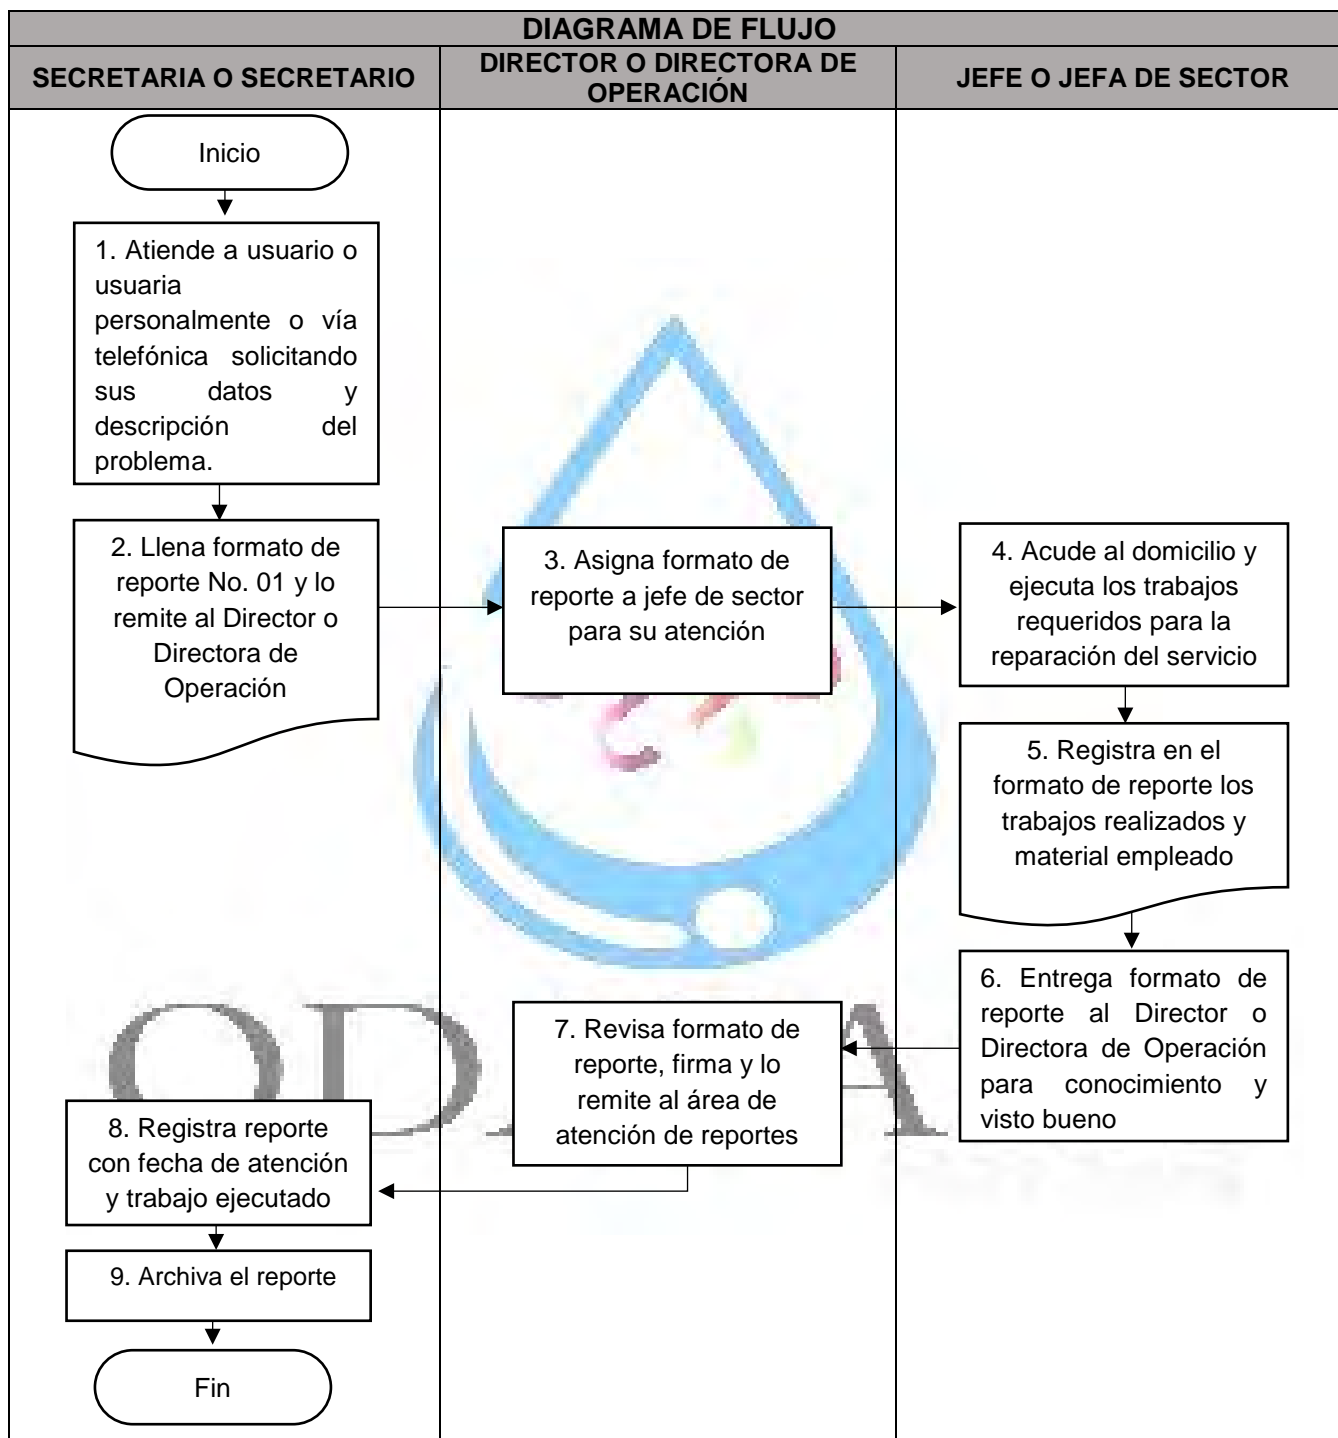 DIAGRAMA DE FLUJO
SECRETARIA O SECRETARIO
DIRECTOR O DIRECTORA DE
OPERACIÓN
JEFE O JEFA DE SECTOR
Inicio
1. Atiende a usuario o
usuaria
personalmente o vía
telefónica solicitando
sus datos y
descripción del
problema.
2. Llena formato de
reporte No. 01 y lo
remite al Director o
Directora de
Operación
3. Asigna formato de
reporte a jefe de sector
para su atención
4. Acude al domicilio y
ejecuta los trabajos
requeridos para la
reparación del servicio
5. Registra en el
formato de reporte los
trabajos realizados y
material empleado
6. Entrega formato de
reporte al Director o
Directora de Operación
para conocimiento y
visto bueno
7. Revisa formato de
reporte, firma y lo
remite al área de
atención de reportes
8. Registra reporte
con fecha de atención
y trabajo ejecutado
9. Archiva el reporte
Fin